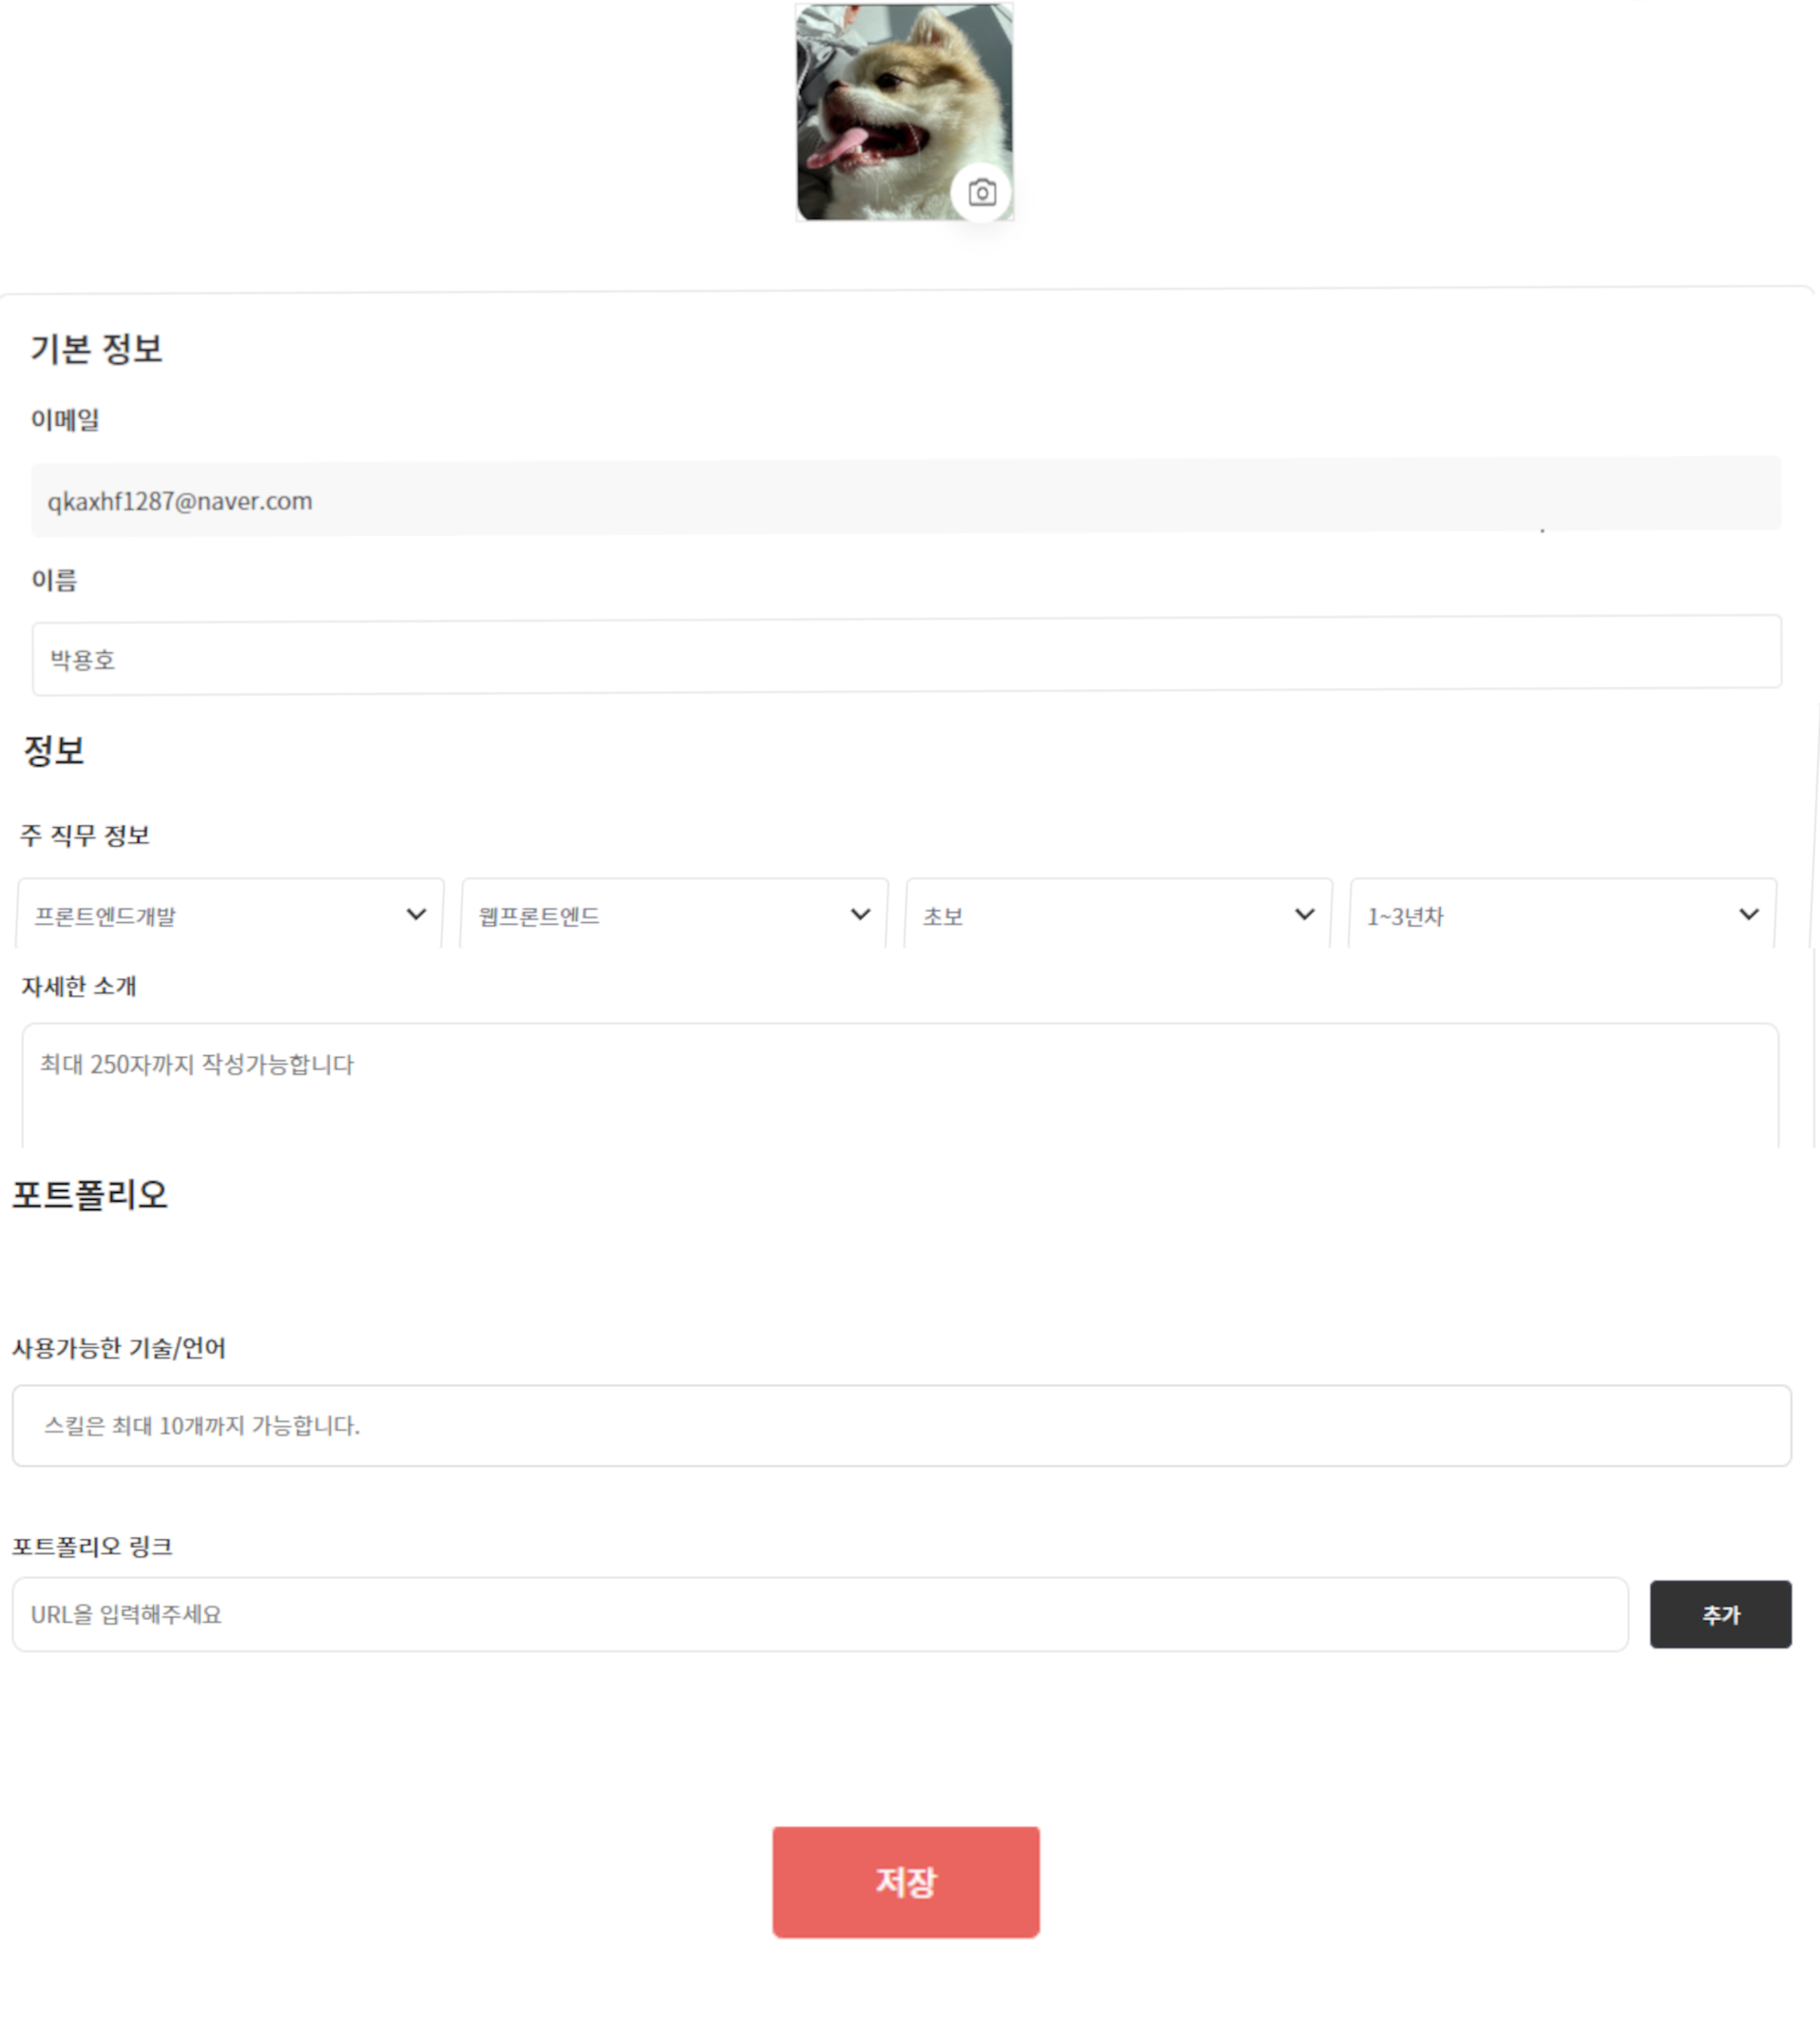 기본 정보
이메일
qkaxhf1287@naver.com
이름
박용호
정보
주 직무 정보
프론트엔드개발 웹프론트엔드 초보 1~3년차
자세한 소개
최대 250자까지 작성가능합니다
포트폴리오
사용가능한 기술/언어
스킬은 최대 10개까지 가능합니다.
포트폴리오 링크
URL을 입력해주세요 추가
저장